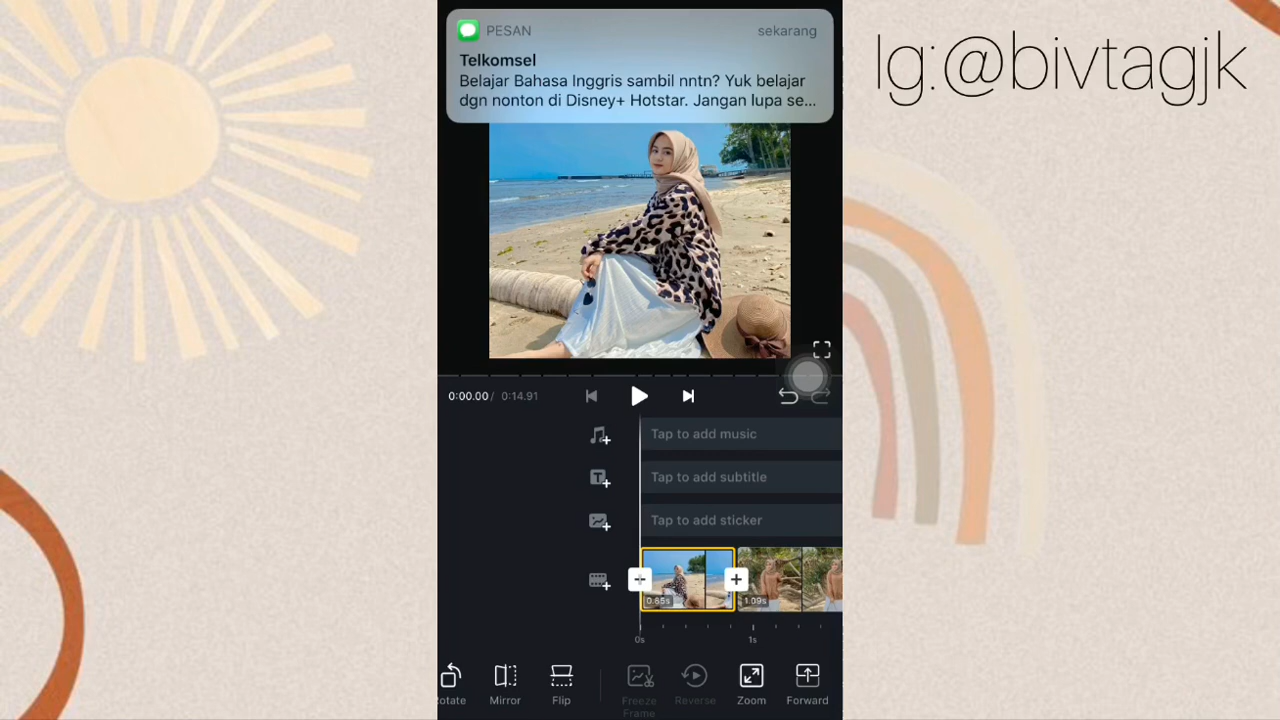 PESAN sekarang
Telkomsel
Belajar Bahasa Inggris sambil nntn? Yuk belajar
dgn nonton di Disney+ Hotstar. Jangan lupa se...
Ig:@bivtagjk
0:00.00 / 0:14.91
Tap to add music
Tap to add subtitle
Tap to add sticker
0.85s 1.09s
0s 1s
otate Mirror Flip Freeze Frame Reverse Zoom Forward